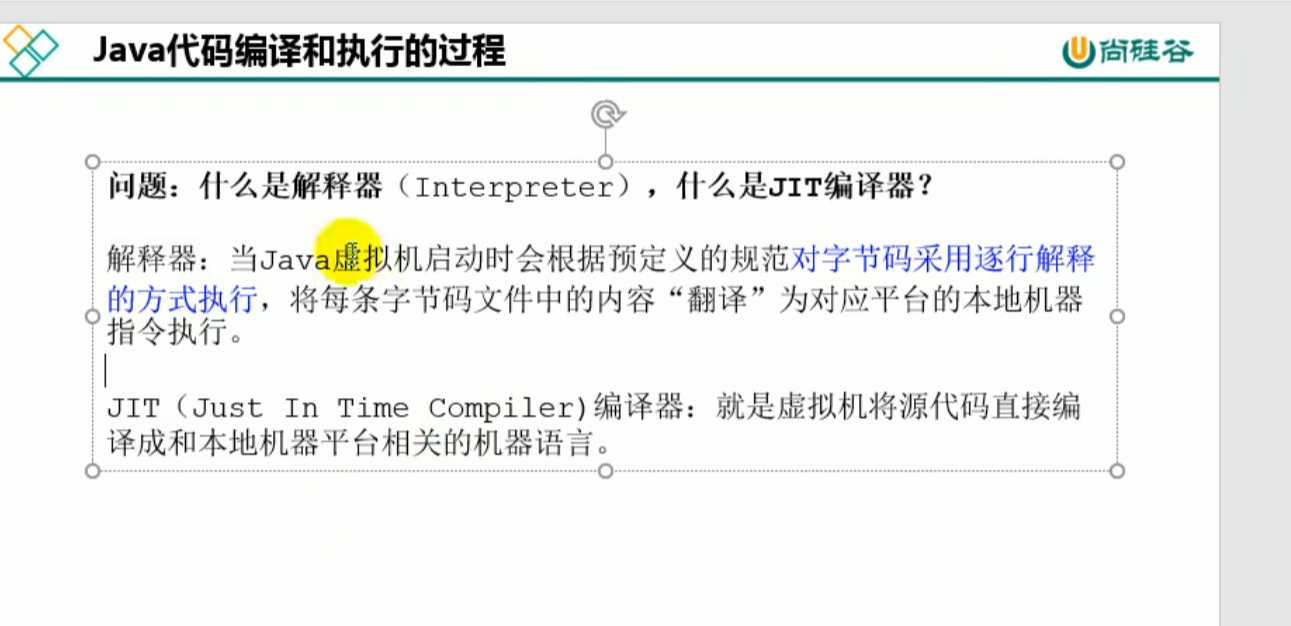 Java代码编译和执行的过程
尚硅谷
问题：什么是解释器（Interpreter），什么是JIT编译器？
解释器：当Java虚拟机启动时会根据预定义的规范对字节码采用逐行解释
的方式执行，将每条字节码文件中的内容“翻译”为对应平台的本地机器
指令执行。
JIT（Just In Time Compiler)编译器：就是虚拟机将源代码直接编
译成和本地机器平台相关的机器语言。